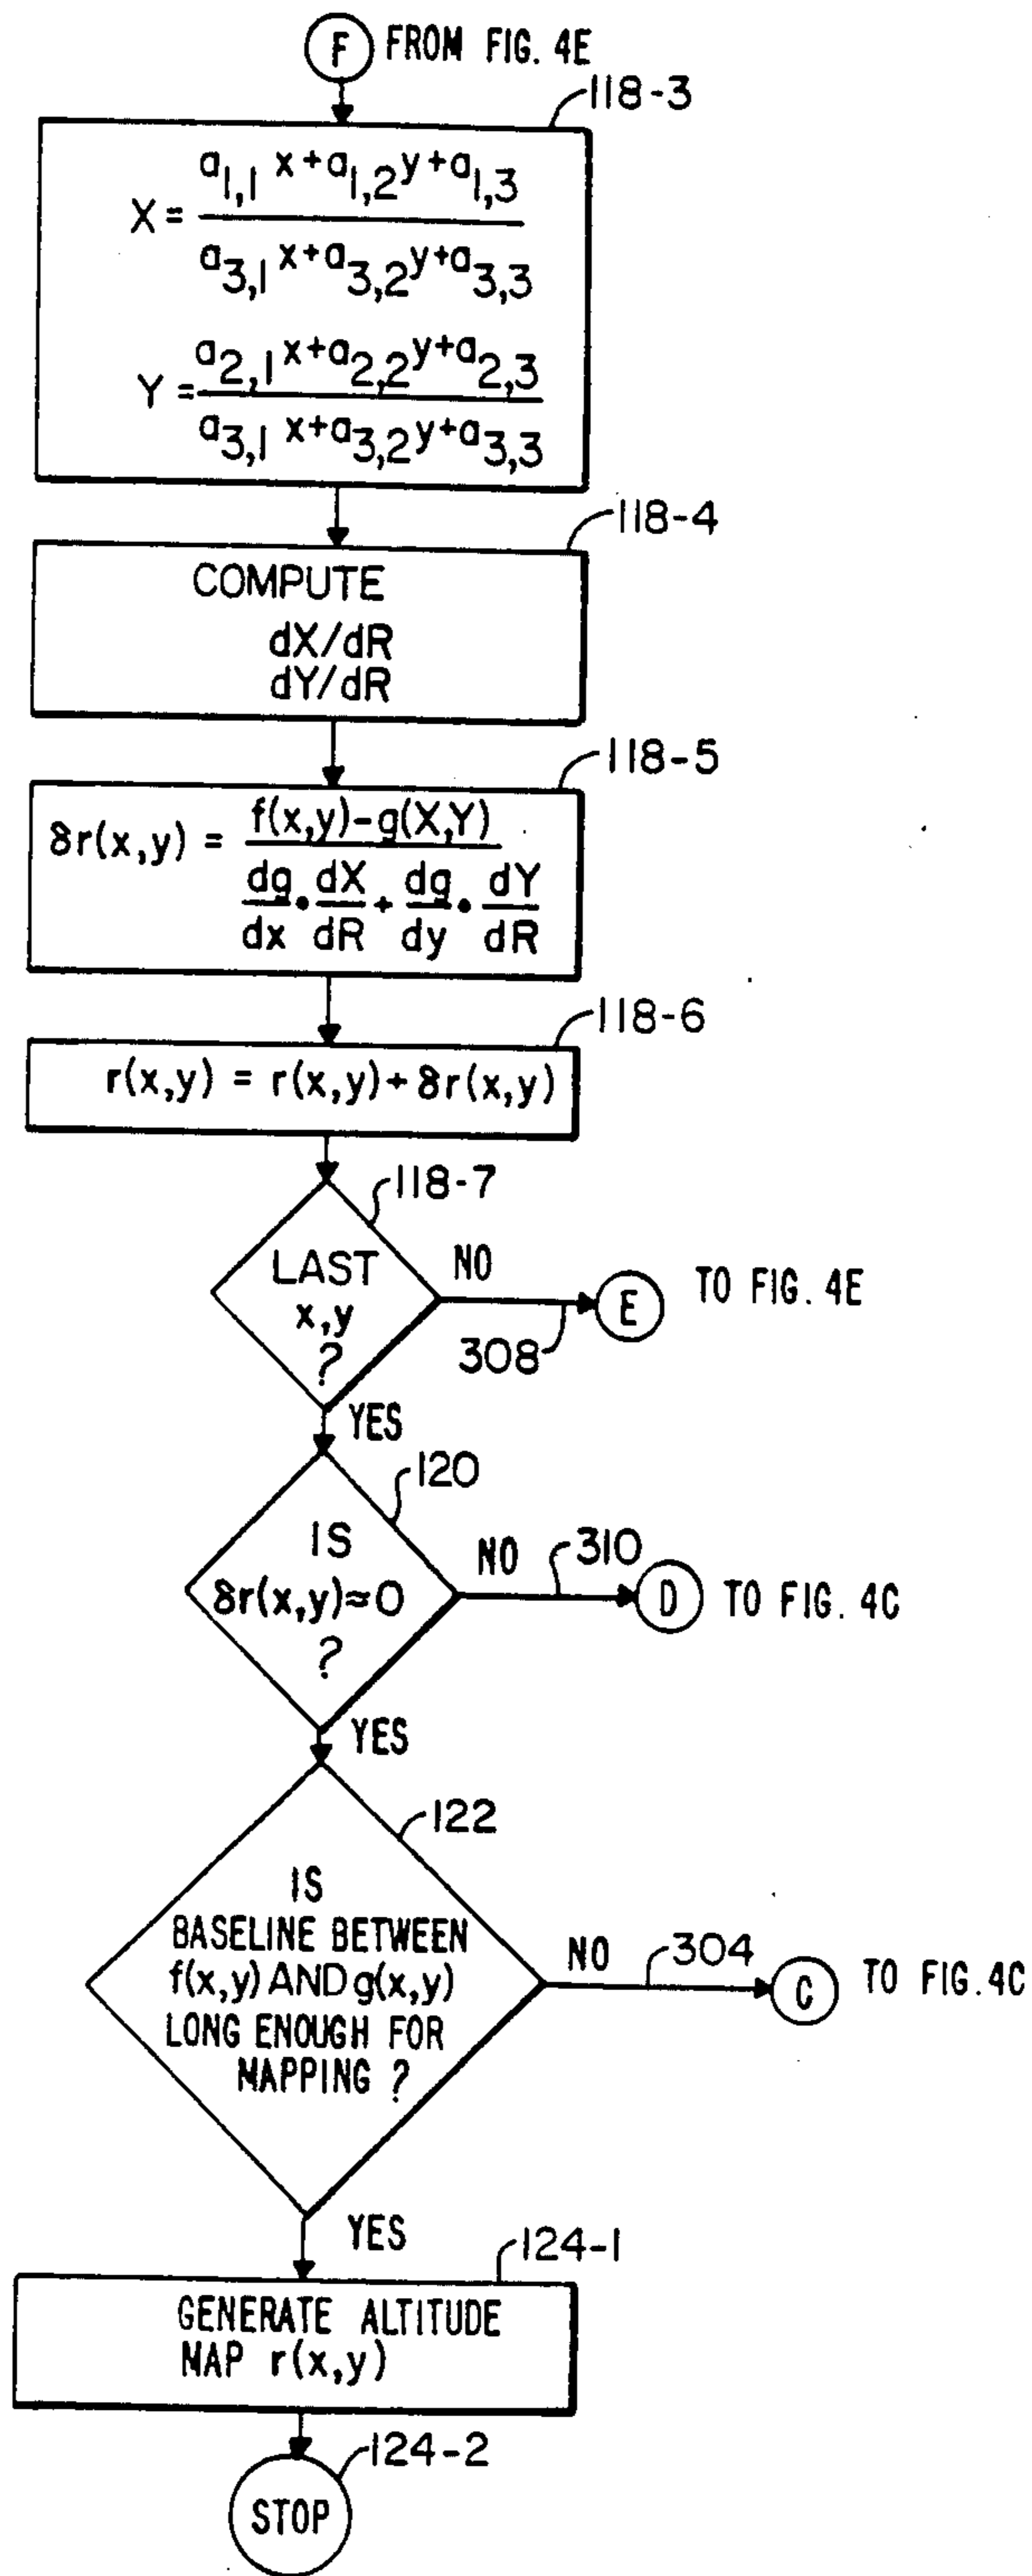 F FROM FIG. 4E
118-3
X = (a1,1 x + a1,2 y + a1,3) / (a3,1 x + a3,2 y + a3,3)
Y = (a2,1 x + a2,2 y + a2,3) / (a3,1 x + a3,2 y + a3,3)
118-4
COMPUTE
dX/dR
dY/dR
118-5
δr(x,y) = (f(x,y)-g(X,Y)) / (dg/dx • dX/dR + dg/dy • dY/dR)
118-6
r(x,y) = r(x,y) + δr(x,y)
118-7
LAST
x,y
?
NO
308
E TO FIG. 4E
YES
120
IS
δr(x,y)≈0
?
NO
310
D TO FIG. 4C
YES
122
IS
BASELINE BETWEEN
f(x,y) AND g(x,y)
LONG ENOUGH FOR
MAPPING ?
NO
304
C TO FIG. 4C
YES
124-1
GENERATE ALTITUDE
MAP r(x,y)
124-2
STOP